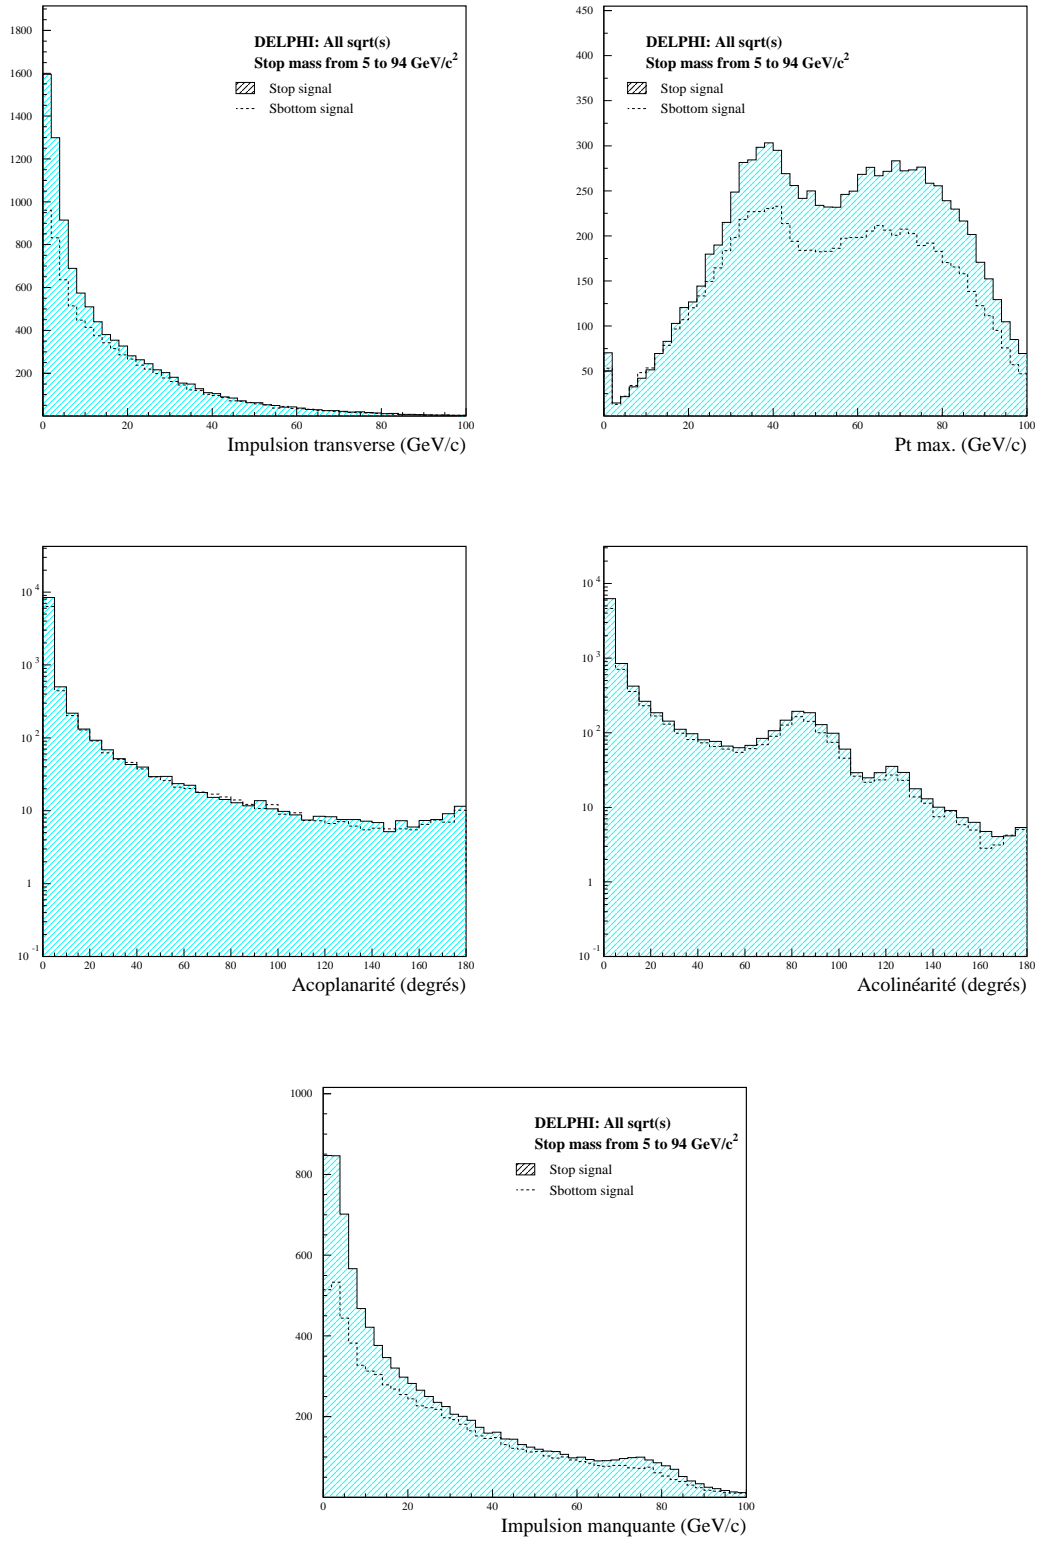 1800
1600
1400
1200
1000
800
600
400
200
0 20 40 60 80 100
DELPHI: All sqrt(s)
Stop mass from 5 to 94 GeV/c²
Stop signal
Sbottom signal
Impulsion transverse (GeV/c)
450
400
350
300
250
200
150
100
50
0 20 40 60 80 100
DELPHI: All sqrt(s)
Stop mass from 5 to 94 GeV/c²
Stop signal
Sbottom signal
Pt max. (GeV/c)
10⁴
10³
10²
10
1
10⁻¹
0 20 40 60 80 100 120 140 160 180
Acoplanarité (degrés)
10⁴
10³
10²
10
1
10⁻¹
0 20 40 60 80 100 120 140 160 180
Acolinéarité (degrés)
1000
800
600
400
200
0 20 40 60 80 100
DELPHI: All sqrt(s)
Stop mass from 5 to 94 GeV/c²
Stop signal
Sbottom signal
Impulsion manquante (GeV/c)